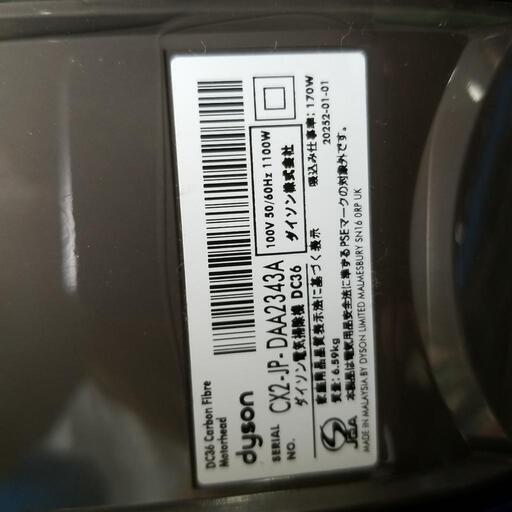 DC36 Carbon Fibre
Motorhead
dyson
SERIAL NO. CX2-JP-DAA2343A
ダイソン電気掃除機 DC36
100V 50/60Hz 1100W
ダイソン株式会社
家庭用品品質表示法に基づく表示
吸込み仕事率: 170W
質量: 6.59kg
20252-01-01
本製品は電気用品安全法に準ずるPSEマークの対象外です。
MADE IN MALAYSIA BY DYSON LIMITED MALMESBURY SN16 0RP UK